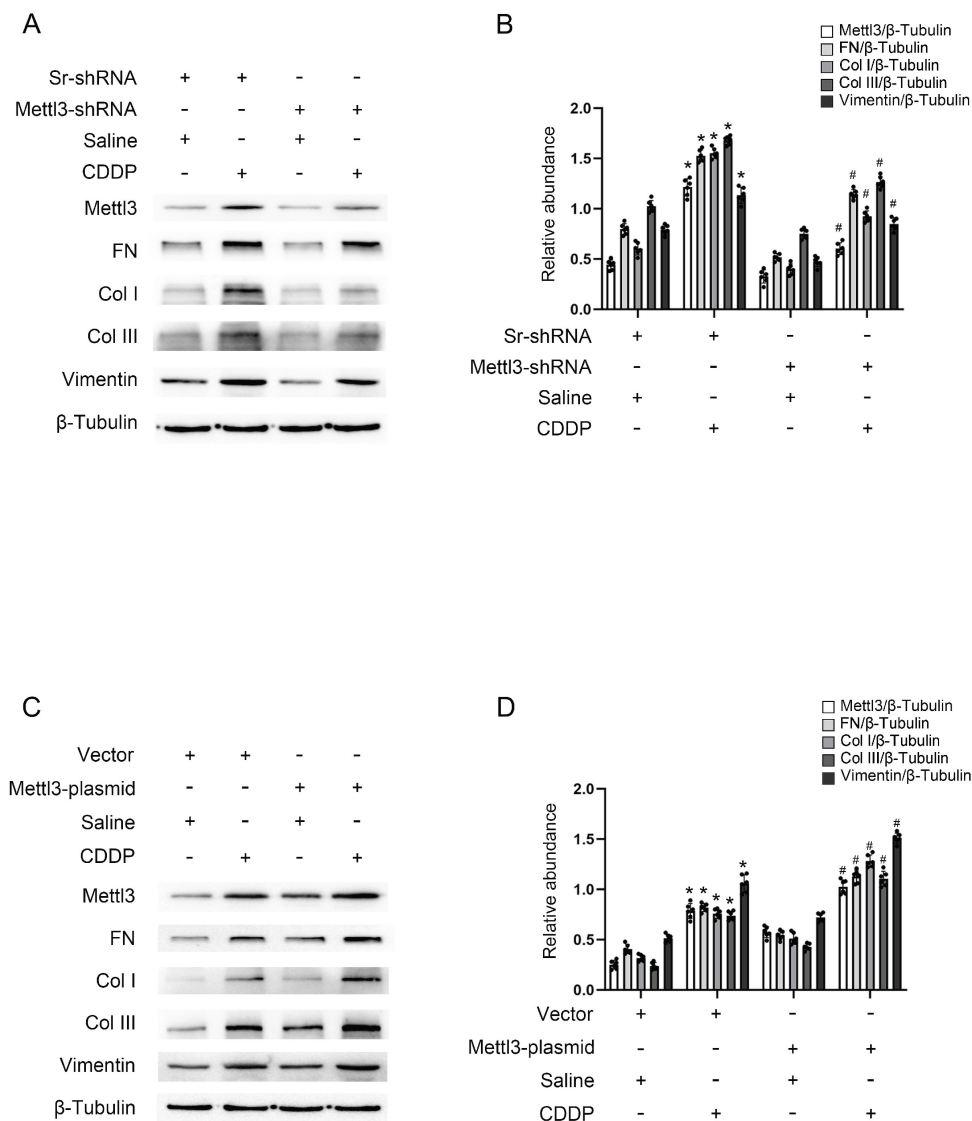 A
Sr-shRNA + + - -
Mettl3-shRNA - - + +
Saline + - + -
CDDP - + - +
Mettl3
FN
Col I
Col III
Vimentin
β-Tubulin
B
Mettl3/β-Tubulin
FN/β-Tubulin
Col I/β-Tubulin
Col III/β-Tubulin
Vimentin/β-Tubulin
Relative abundance
2.0
1.5
1.0
0.5
0.0
* * * * *
# # # # #
Sr-shRNA + + - -
Mettl3-shRNA - - + +
Saline + - + -
CDDP - + - +
C
Vector + + - -
Mettl3-plasmid - - + +
Saline + - + -
CDDP - + - +
Mettl3
FN
Col I
Col III
Vimentin
β-Tubulin
D
Mettl3/β-Tubulin
FN/β-Tubulin
Col I/β-Tubulin
Col III/β-Tubulin
Vimentin/β-Tubulin
Relative abundance
2.0
1.5
1.0
0.5
0.0
* * * * *
# # # # #
Vector + + - -
Mettl3-plasmid - - + +
Saline + - + -
CDDP - + - +